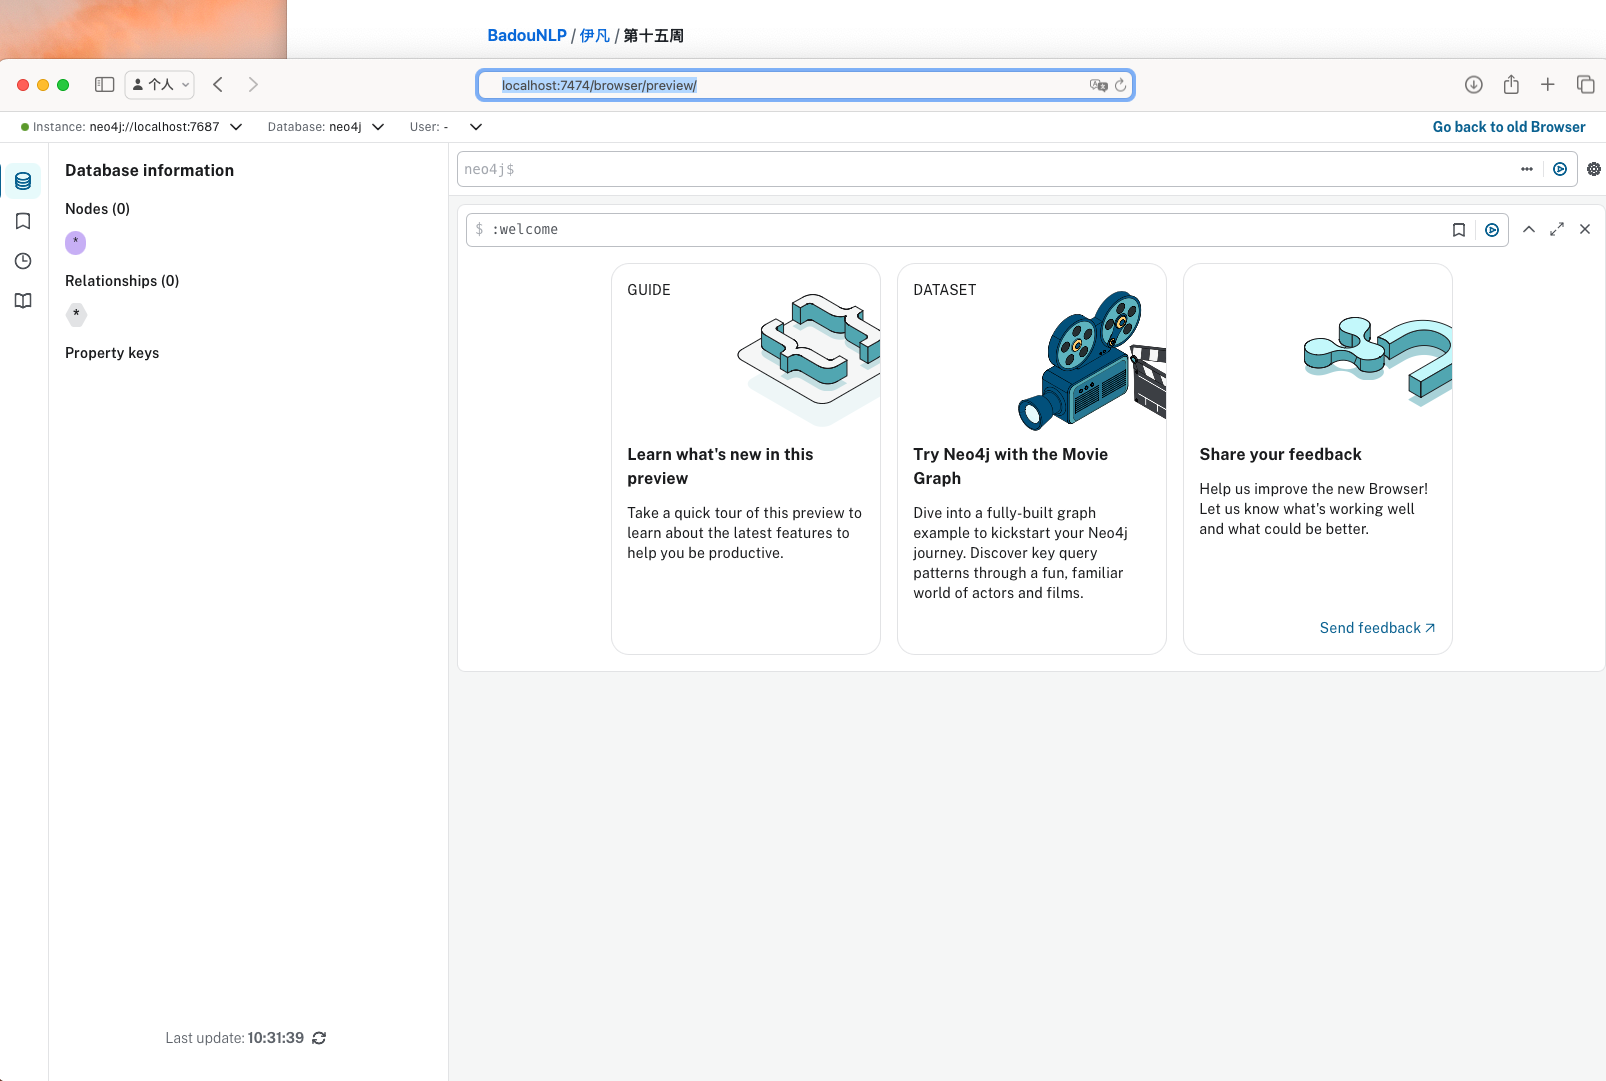 BadouNLP / 伊凡 / 第十五周
个人
localhost:7474/browser/preview/
Instance: neo4j://localhost:7687 Database: neo4j User: - Go back to old Browser
Database information
Nodes (0)
*
Relationships (0)
*
Property keys
Last update: 10:31:39
neo4j$
$ :welcome
GUIDE
Learn what's new in this
preview
Take a quick tour of this preview to
learn about the latest features to
help you be productive.
DATASET
Try Neo4j with the Movie
Graph
Dive into a fully-built graph
example to kickstart your Neo4j
journey. Discover key query
patterns through a fun, familiar
world of actors and films.
Share your feedback
Help us improve the new Browser!
Let us know what's working well
and what could be better.
Send feedback